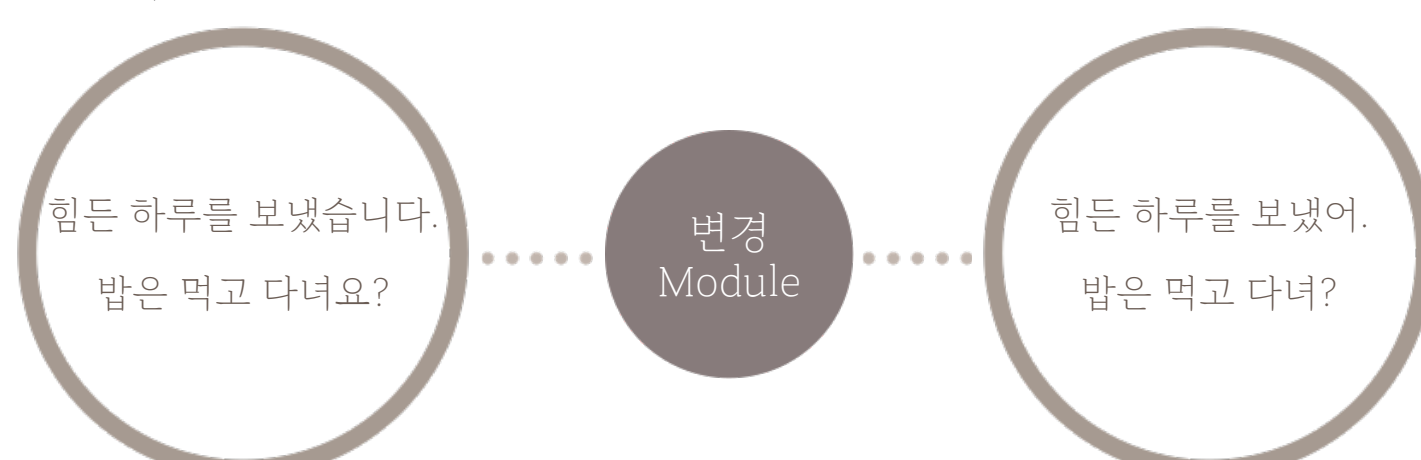 힘든 하루를 보냈습니다.
밥은 먹고 다녀요?
변경
Module
힘든 하루를 보냈어.
밥은 먹고 다녀?